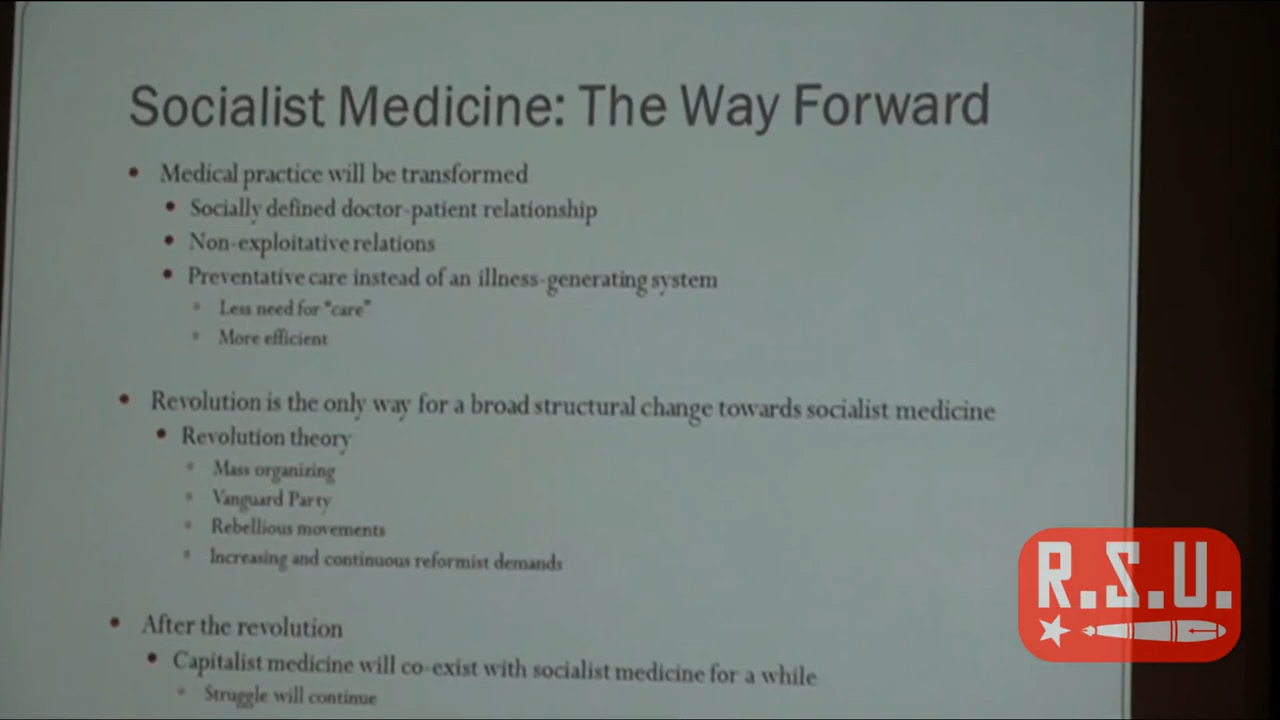 Socialist Medicine: The Way Forward
• Medical practice will be transformed
• Socially defined doctor-patient relationship
• Non-exploitative relations
• Preventative care instead of an illness-generating system
• Less need for "care"
• More efficient
• Revolution is the only way for a broad structural change towards socialist medicine
• Revolution theory
• Mass organizing
• Vanguard Party
• Rebellious movements
• Increasing and continuous reformist demands
• After the revolution
• Capitalist medicine will co-exist with socialist medicine for a while
• Struggle will continue
R.S.U.